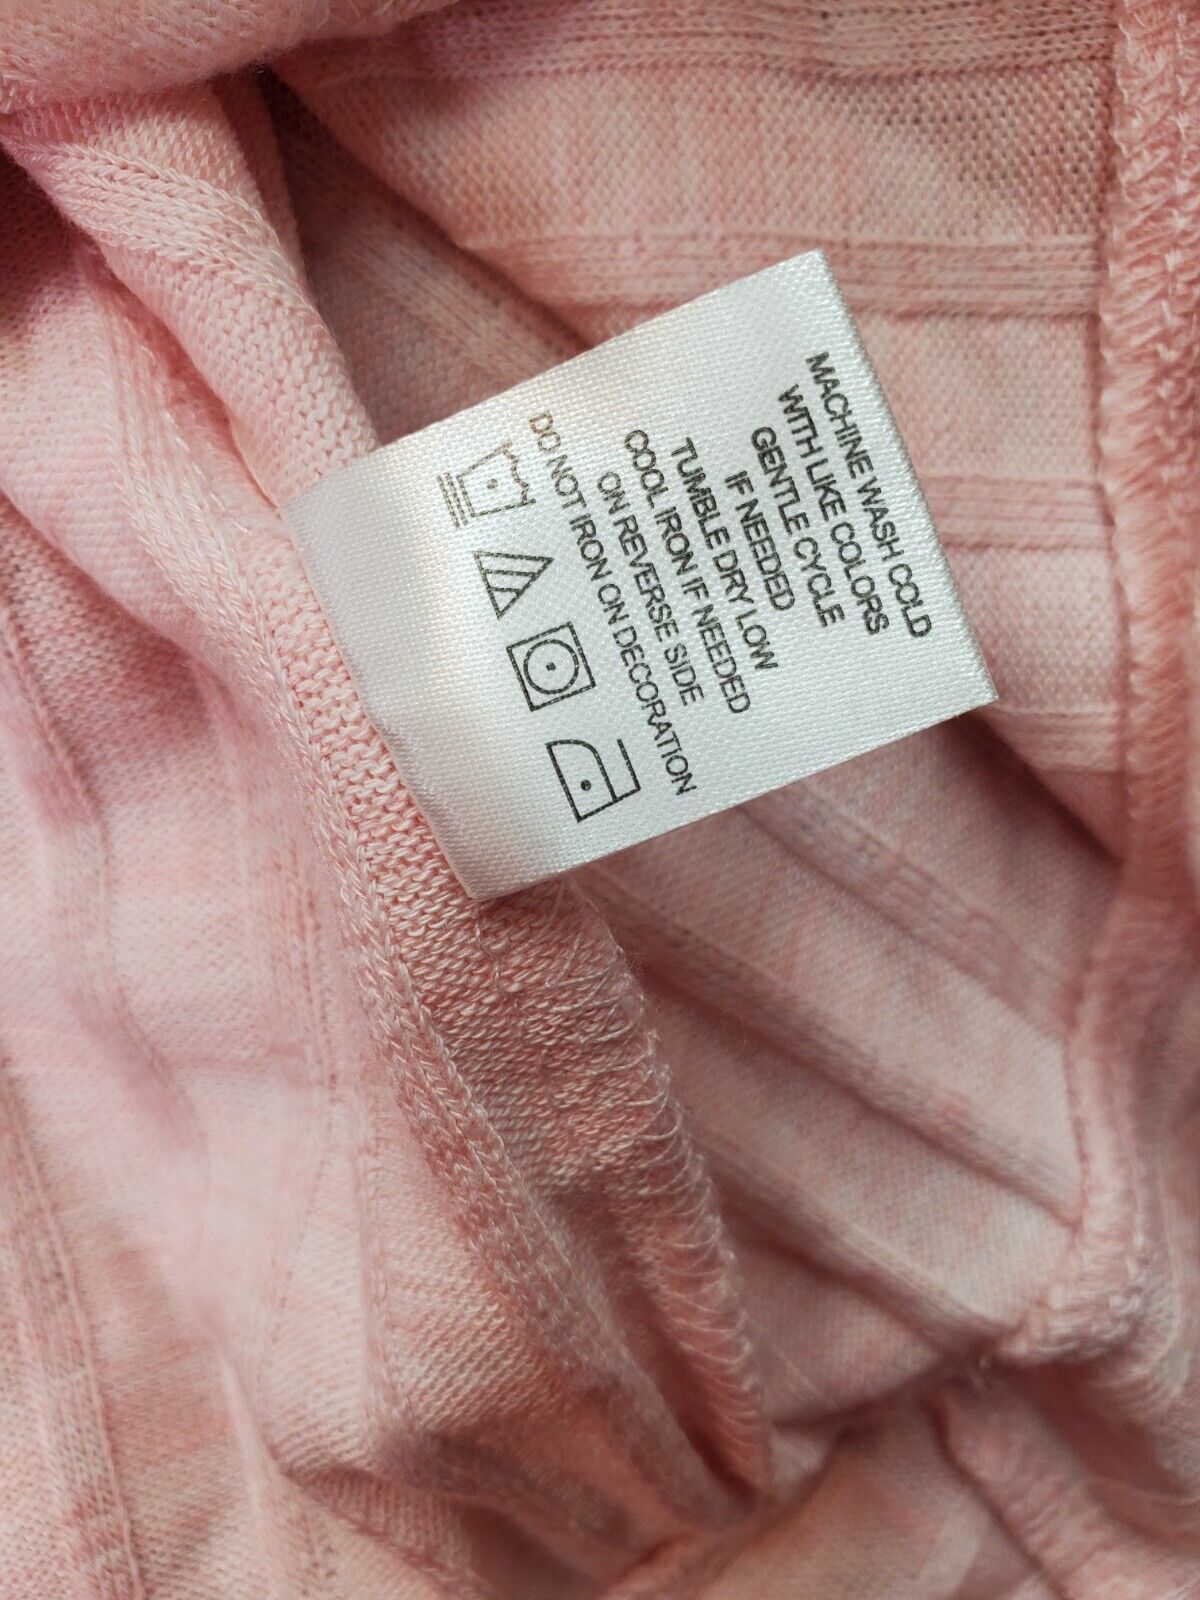 MACHINE WASH COLD
WITH LIKE COLORS
GENTLE CYCLE
IF NEEDED
TUMBLE DRY LOW
COOL IRON IF NEEDED
ON REVERSE SIDE
DO NOT IRON ON DECORATION